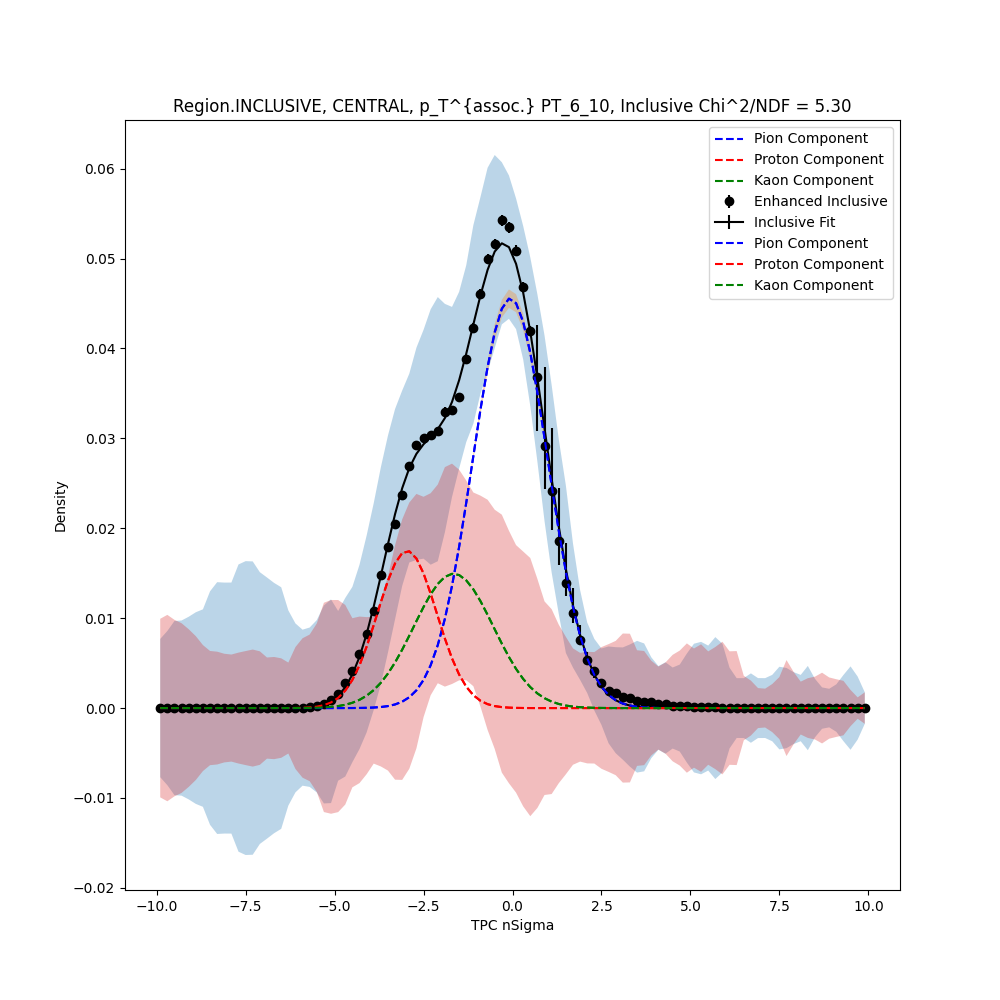 Region.INCLUSIVE, CENTRAL, p_T^{assoc.} PT_6_10, Inclusive Chi^2/NDF = 5.30
Pion Component
Proton Component
Kaon Component
Enhanced Inclusive
Inclusive Fit
Pion Component
Proton Component
Kaon Component
0.06
0.05
0.04
0.03
0.02
0.01
0.00
−0.01
−0.02
Density
−10.0 −7.5 −5.0 −2.5 0.0 2.5 5.0 7.5 10.0
TPC nSigma